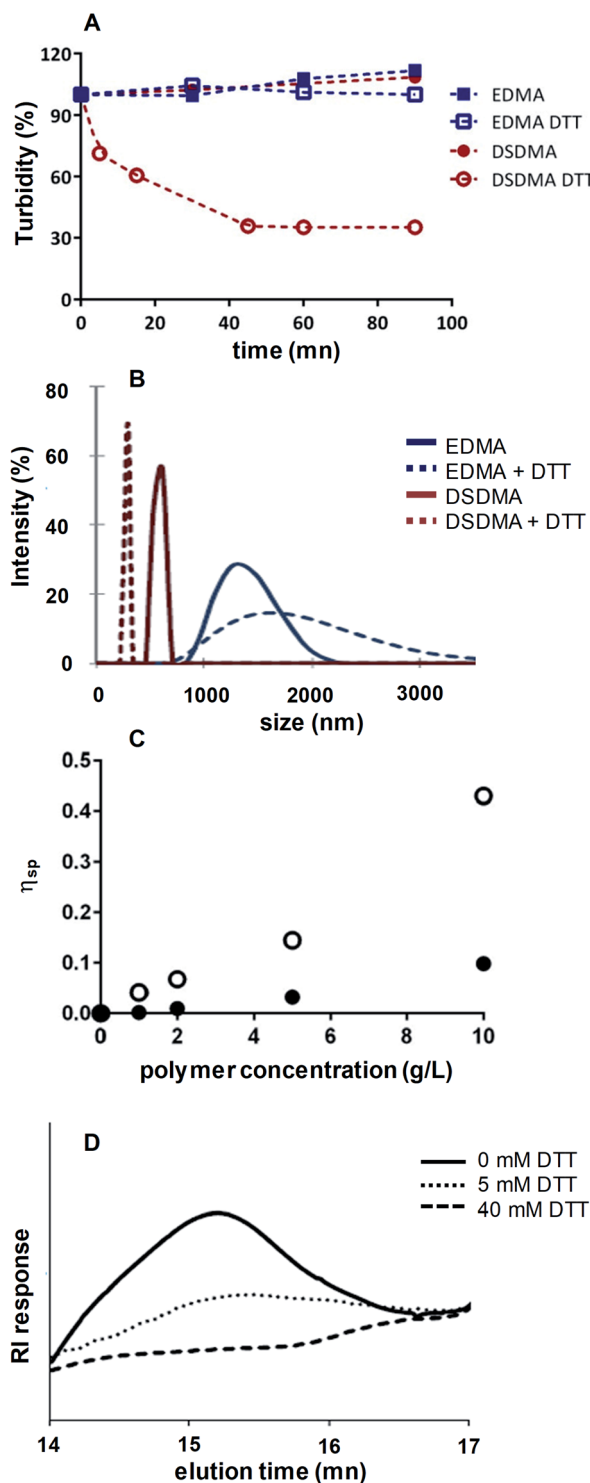 A
120
90
60
30
0
Turbidity (%)
0 20 40 60 80 100
time (mn)
EDMA
EDMA DTT
DSDMA
DSDMA DTT
B
80
60
40
20
0
Intensity (%)
0 1000 2000 3000
size (nm)
EDMA
EDMA + DTT
DSDMA
DSDMA + DTT
C
0.5
0.4
0.3
0.2
0.1
0.0
ηsp
0 2 4 6 8 10
polymer concentration (g/L)
D
0 mM DTT
5 mM DTT
40 mM DTT
RI response
14 15 16 17
elution time (mn)